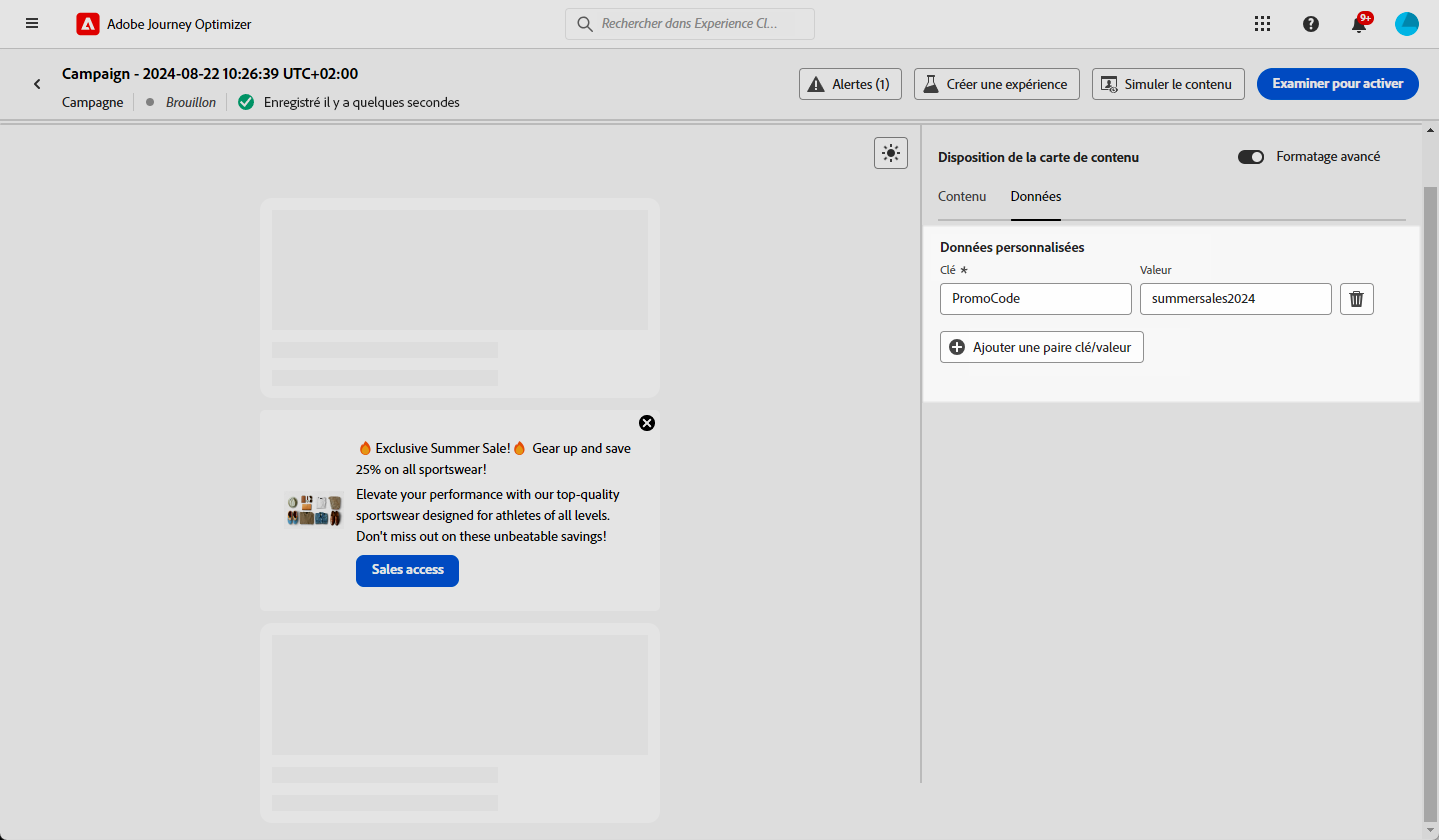 Adobe Journey Optimizer
Rechercher dans Experience Cl...
9+
Campaign - 2024-08-22 10:26:39 UTC+02:00
Campagne
Brouillon
Enregistré il y a quelques secondes
Alertes (1)
Créer une expérience
Simuler le contenu
Examiner pour activer
Disposition de la carte de contenu
Formatage avancé
Contenu
Données
Données personnalisées
Clé *
Valeur
PromoCode
summersales2024
Ajouter une paire clé/valeur
🔥 Exclusive Summer Sale!🔥 Gear up and save
25% on all sportswear!
Elevate your performance with our top-quality
sportswear designed for athletes of all levels.
Don't miss out on these unbeatable savings!
Sales access